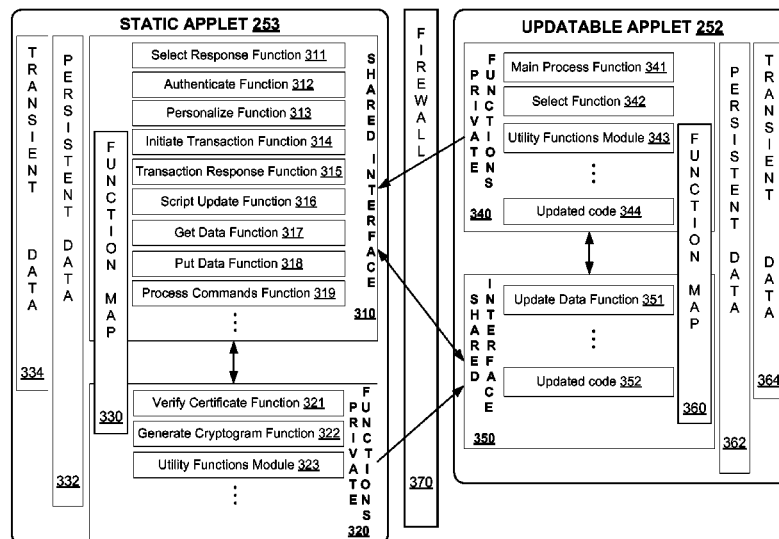 STATIC APPLET 253
TRANSIENT DATA
334
PERSISTENT DATA
332
FUNCTION MAP
330
Select Response Function 311
Authenticate Function 312
Personalize Function 313
Initiate Transaction Function 314
Transaction Response Function 315
Script Update Function 316
Get Data Function 317
Put Data Function 318
Process Commands Function 319
SHARED INTERFACE
310
Verify Certificate Function 321
Generate Cryptogram Function 322
Utility Functions Module 323
PRIVATE FUNCTIONS
320
FIREWALL
370
UPDATABLE APPLET 252
PRIVATE FUNCTIONS
340
Main Process Function 341
Select Function 342
Utility Functions Module 343
Updated code 344
SHARED INTERFACE
350
Update Data Function 351
Updated code 352
FUNCTION MAP
360
PERSISTENT DATA
362
TRANSIENT DATA
364